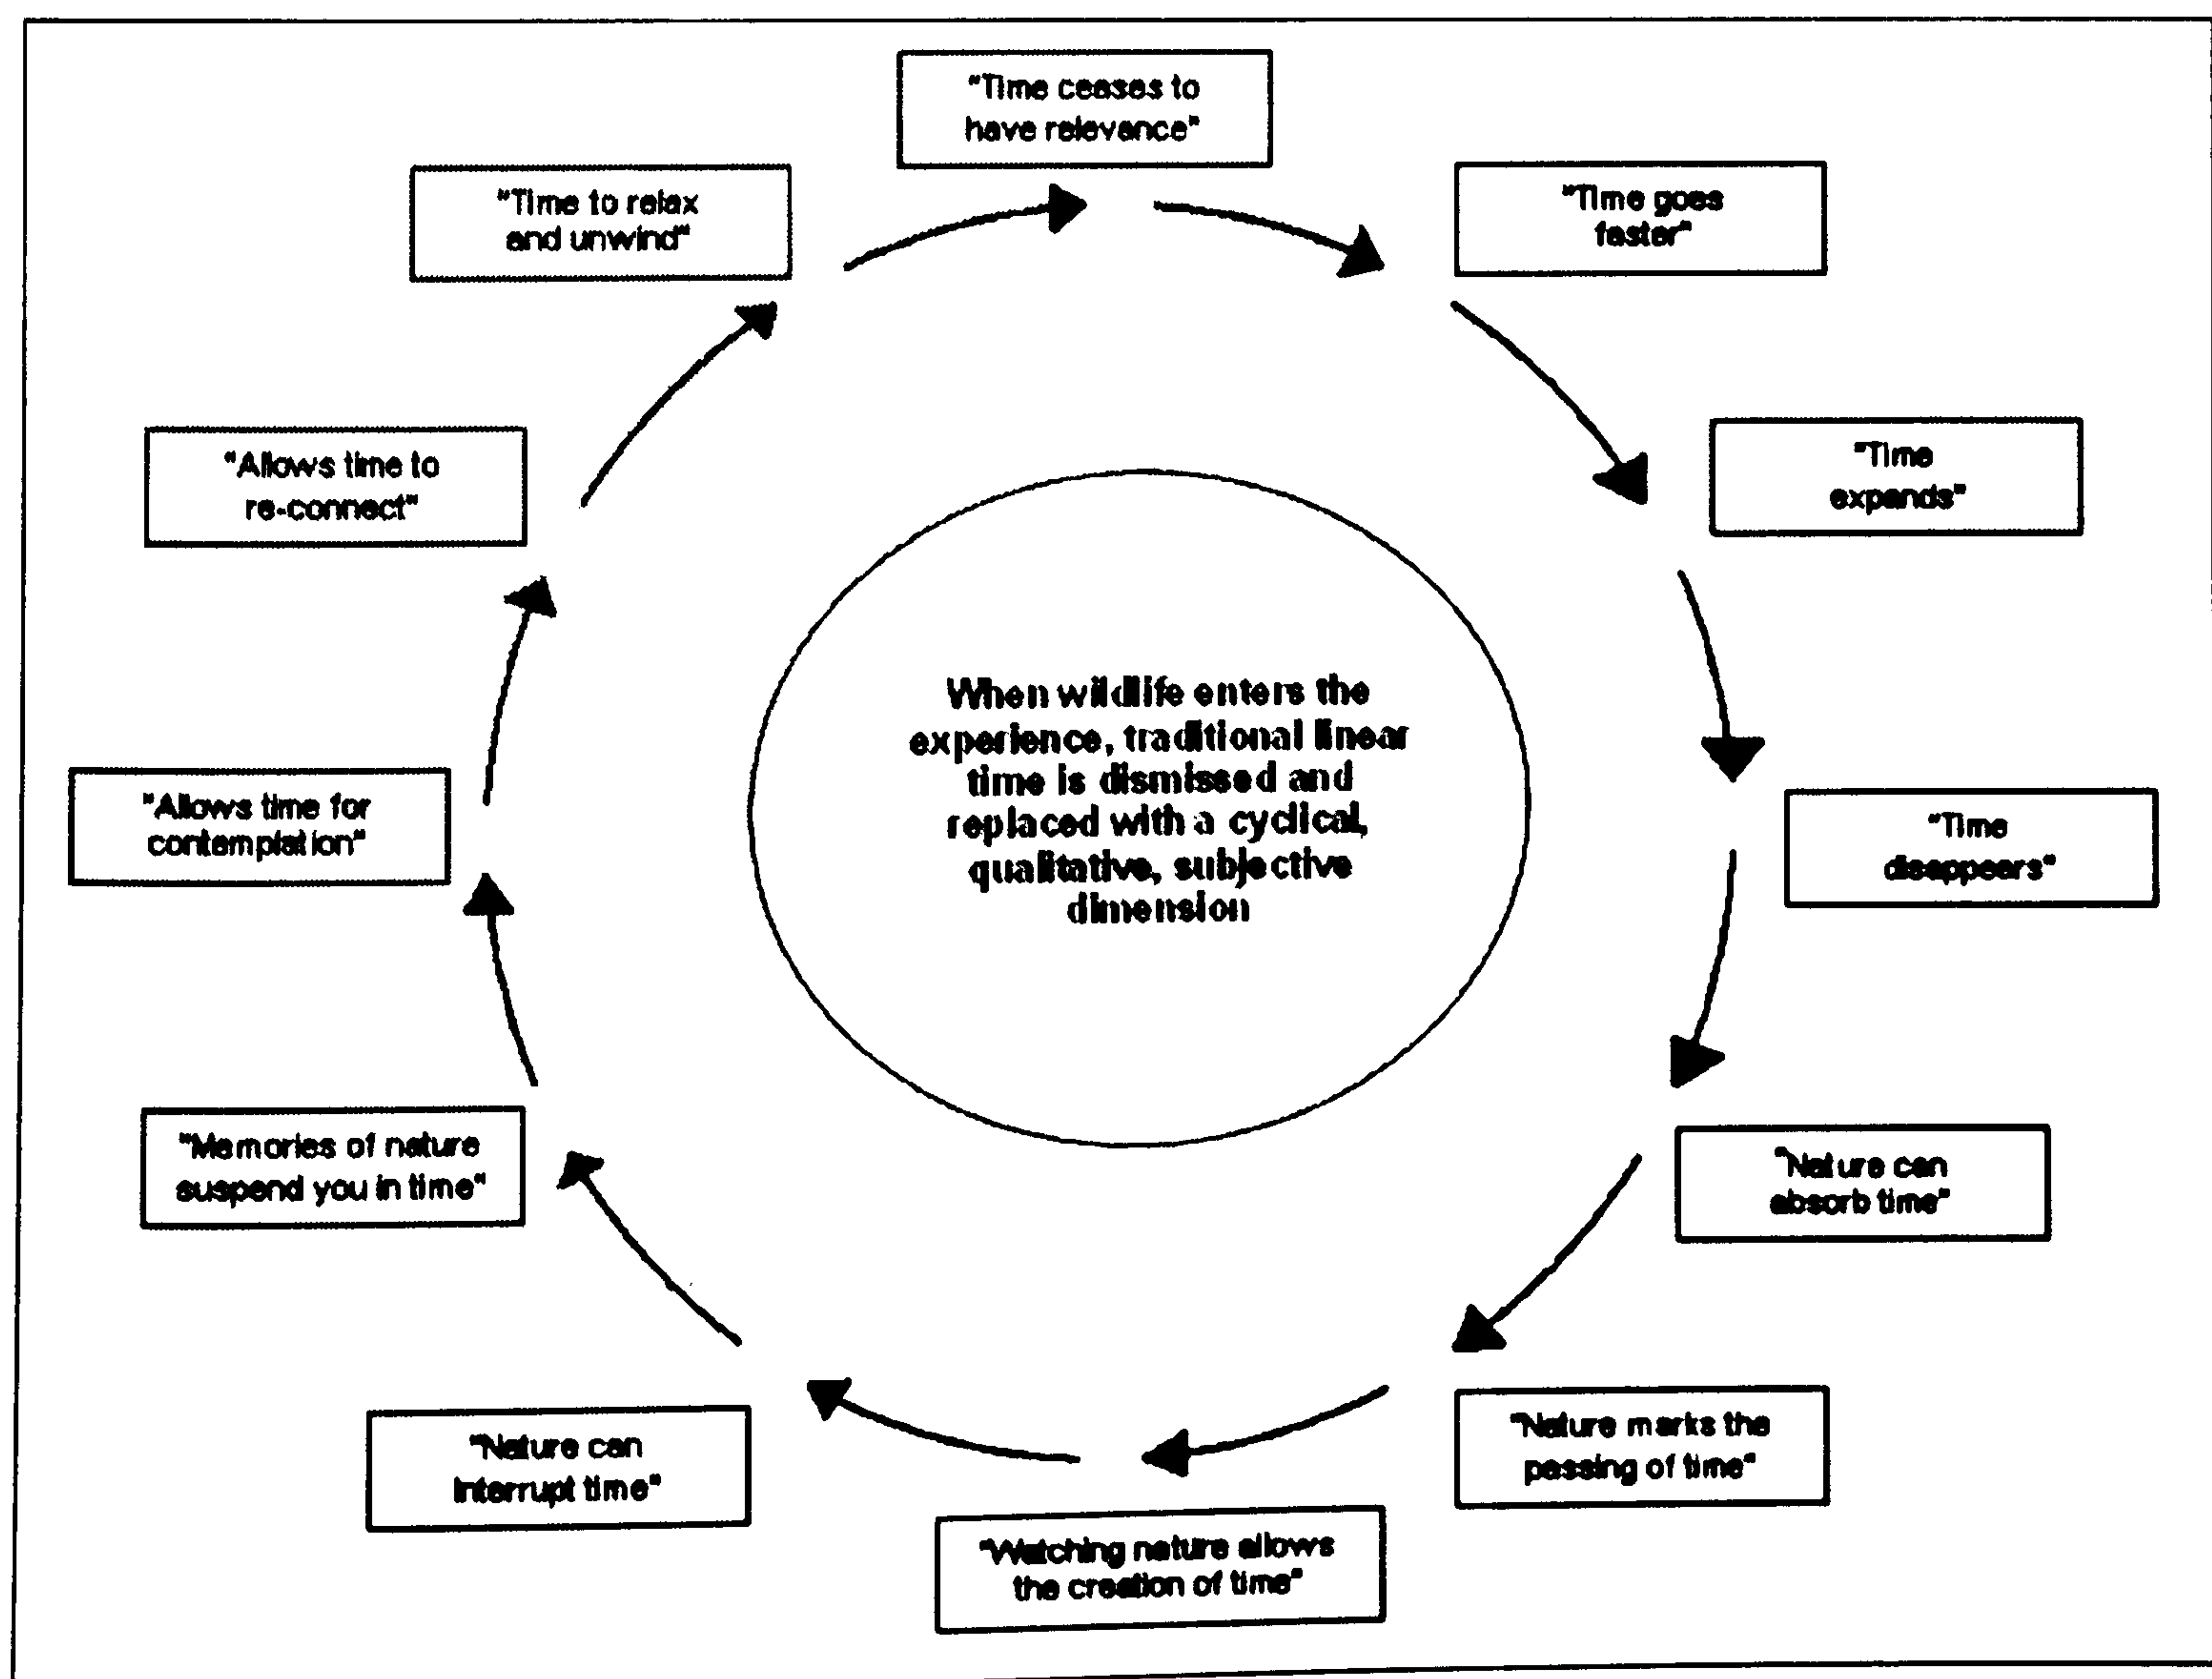 "Time ceases to
have relevance"
"Time goes
faster"
"Time
expands"
"Time
disappears"
"Nature can
absorb time"
"Nature marks the
passing of time"
"Watching nature allows
the creation of time"
"Nature can
interrupt time"
"Memories of nature
suspend you in time"
"Allows time for
contemplation"
"Allows time to
re-connect"
"Time to relax
and unwind"
When wildlife enters the
experience, traditional linear
time is dismissed and
replaced with a cyclical,
qualitative, subjective
dimension